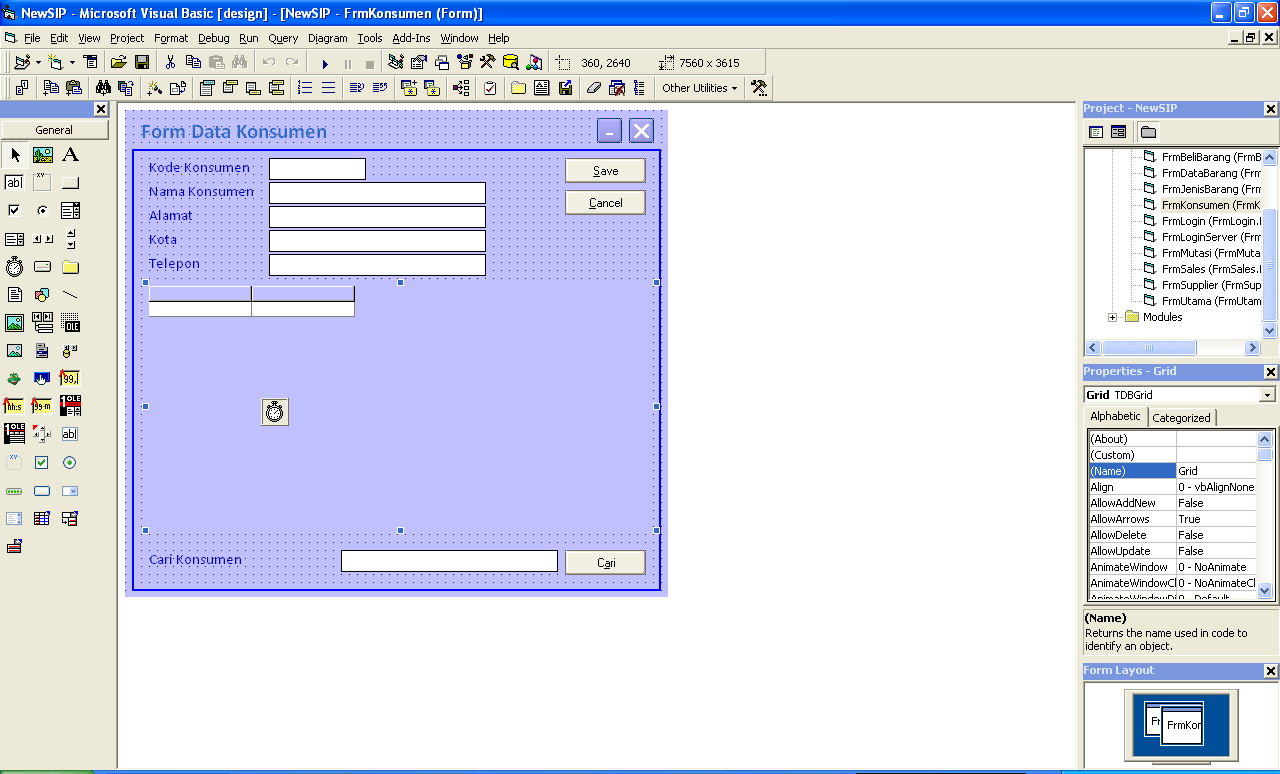 NewSIP - Microsoft Visual Basic [design] - [NewSIP - FrmKonsumen (Form)]
File Edit View Project Format Debug Run Query Diagram Tools Add-Ins Window Help
360, 2640 7560 x 3615
Other Utilities
General
Form Data Konsumen
Kode Konsumen
Save
Nama Konsumen
Cancel
Alamat
Kota
Telepon
Cari Konsumen
Cari
Project - NewSIP
FrmBeliBarang (FrmB
FrmDataBarang (Frm
FrmJenisBarang (Frm
FrmKonsumen (FrmK
FrmLogin (FrmLogin.
FrmLoginServer (Frm
FrmMutasi (FrmMuta
FrmSales (FrmSales.
FrmSupplier (FrmSup
FrmUtama (FrmUtam
Modules
Properties - Grid
Grid TDBGrid
Alphabetic Categorized
(About)
(Custom)
(Name) Grid
Align 0 - vbAlignNone
AllowAddNew False
AllowArrows True
AllowDelete False
AllowUpdate False
AnimateWindow 0 - NoAnimate
AnimateWindowCl 0 - NoAnimateCl
AnimateWindowDi 0 - Default
(Name)
Returns the name used in code to
identify an object.
Form Layout
Fr
FrmKor